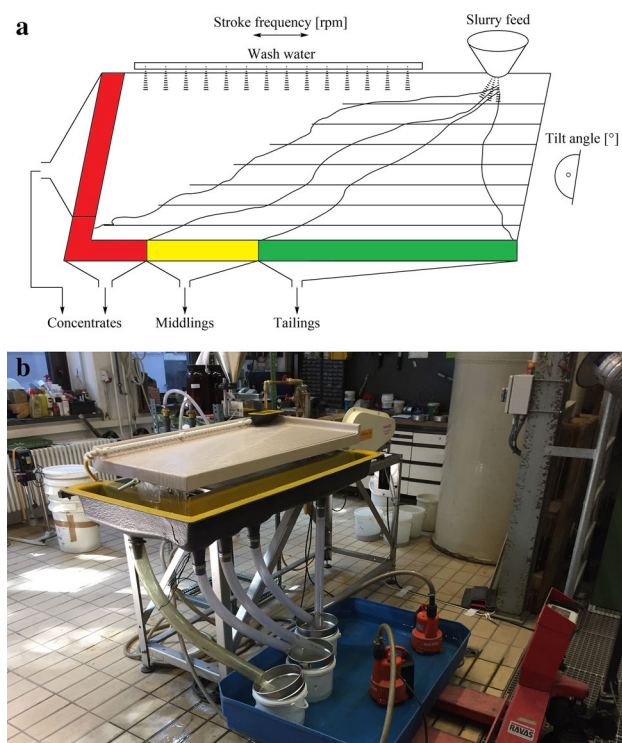 a
Stroke frequency [rpm]
Slurry feed
Wash water
Tilt angle [°]
Concentrates
Middlings
Tailings
b
RAVAS